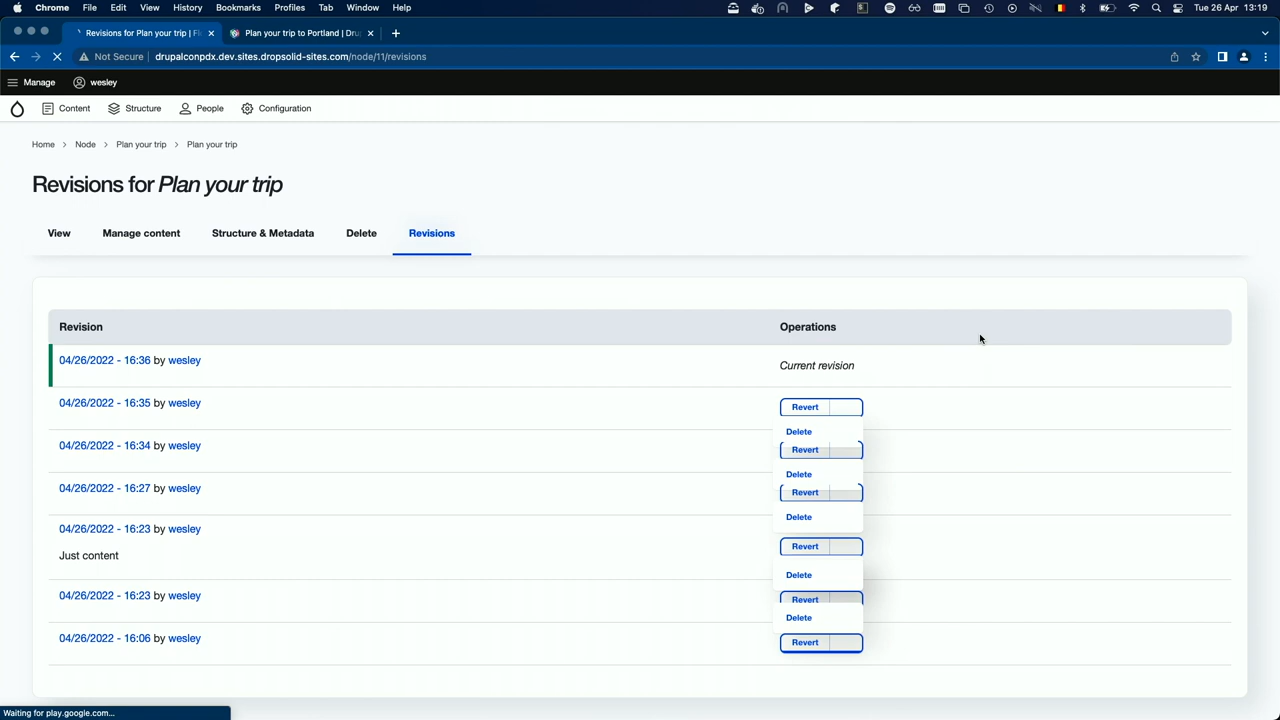 Chrome File Edit View History Bookmarks Profiles Tab Window Help Tue 26 Apr 13:19
Revisions for Plan your trip | Fl
Plan your trip to Portland | Dru
Not Secure drupalconpdx.dev.sites.dropsolid-sites.com/node/11/revisions
Manage wesley
Content Structure People Configuration
Home > Node > Plan your trip > Plan your trip
Revisions for Plan your trip
View Manage content Structure & Metadata Delete Revisions
Revision Operations
04/26/2022 - 16:36 by wesley
Current revision
04/26/2022 - 16:35 by wesley
Revert
Delete
04/26/2022 - 16:34 by wesley
Revert
Delete
04/26/2022 - 16:27 by wesley
Revert
Delete
04/26/2022 - 16:23 by wesley
Just content
Revert
Delete
04/26/2022 - 16:23 by wesley
Revert
Delete
04/26/2022 - 16:06 by wesley
Revert
Waiting for play.google.com...